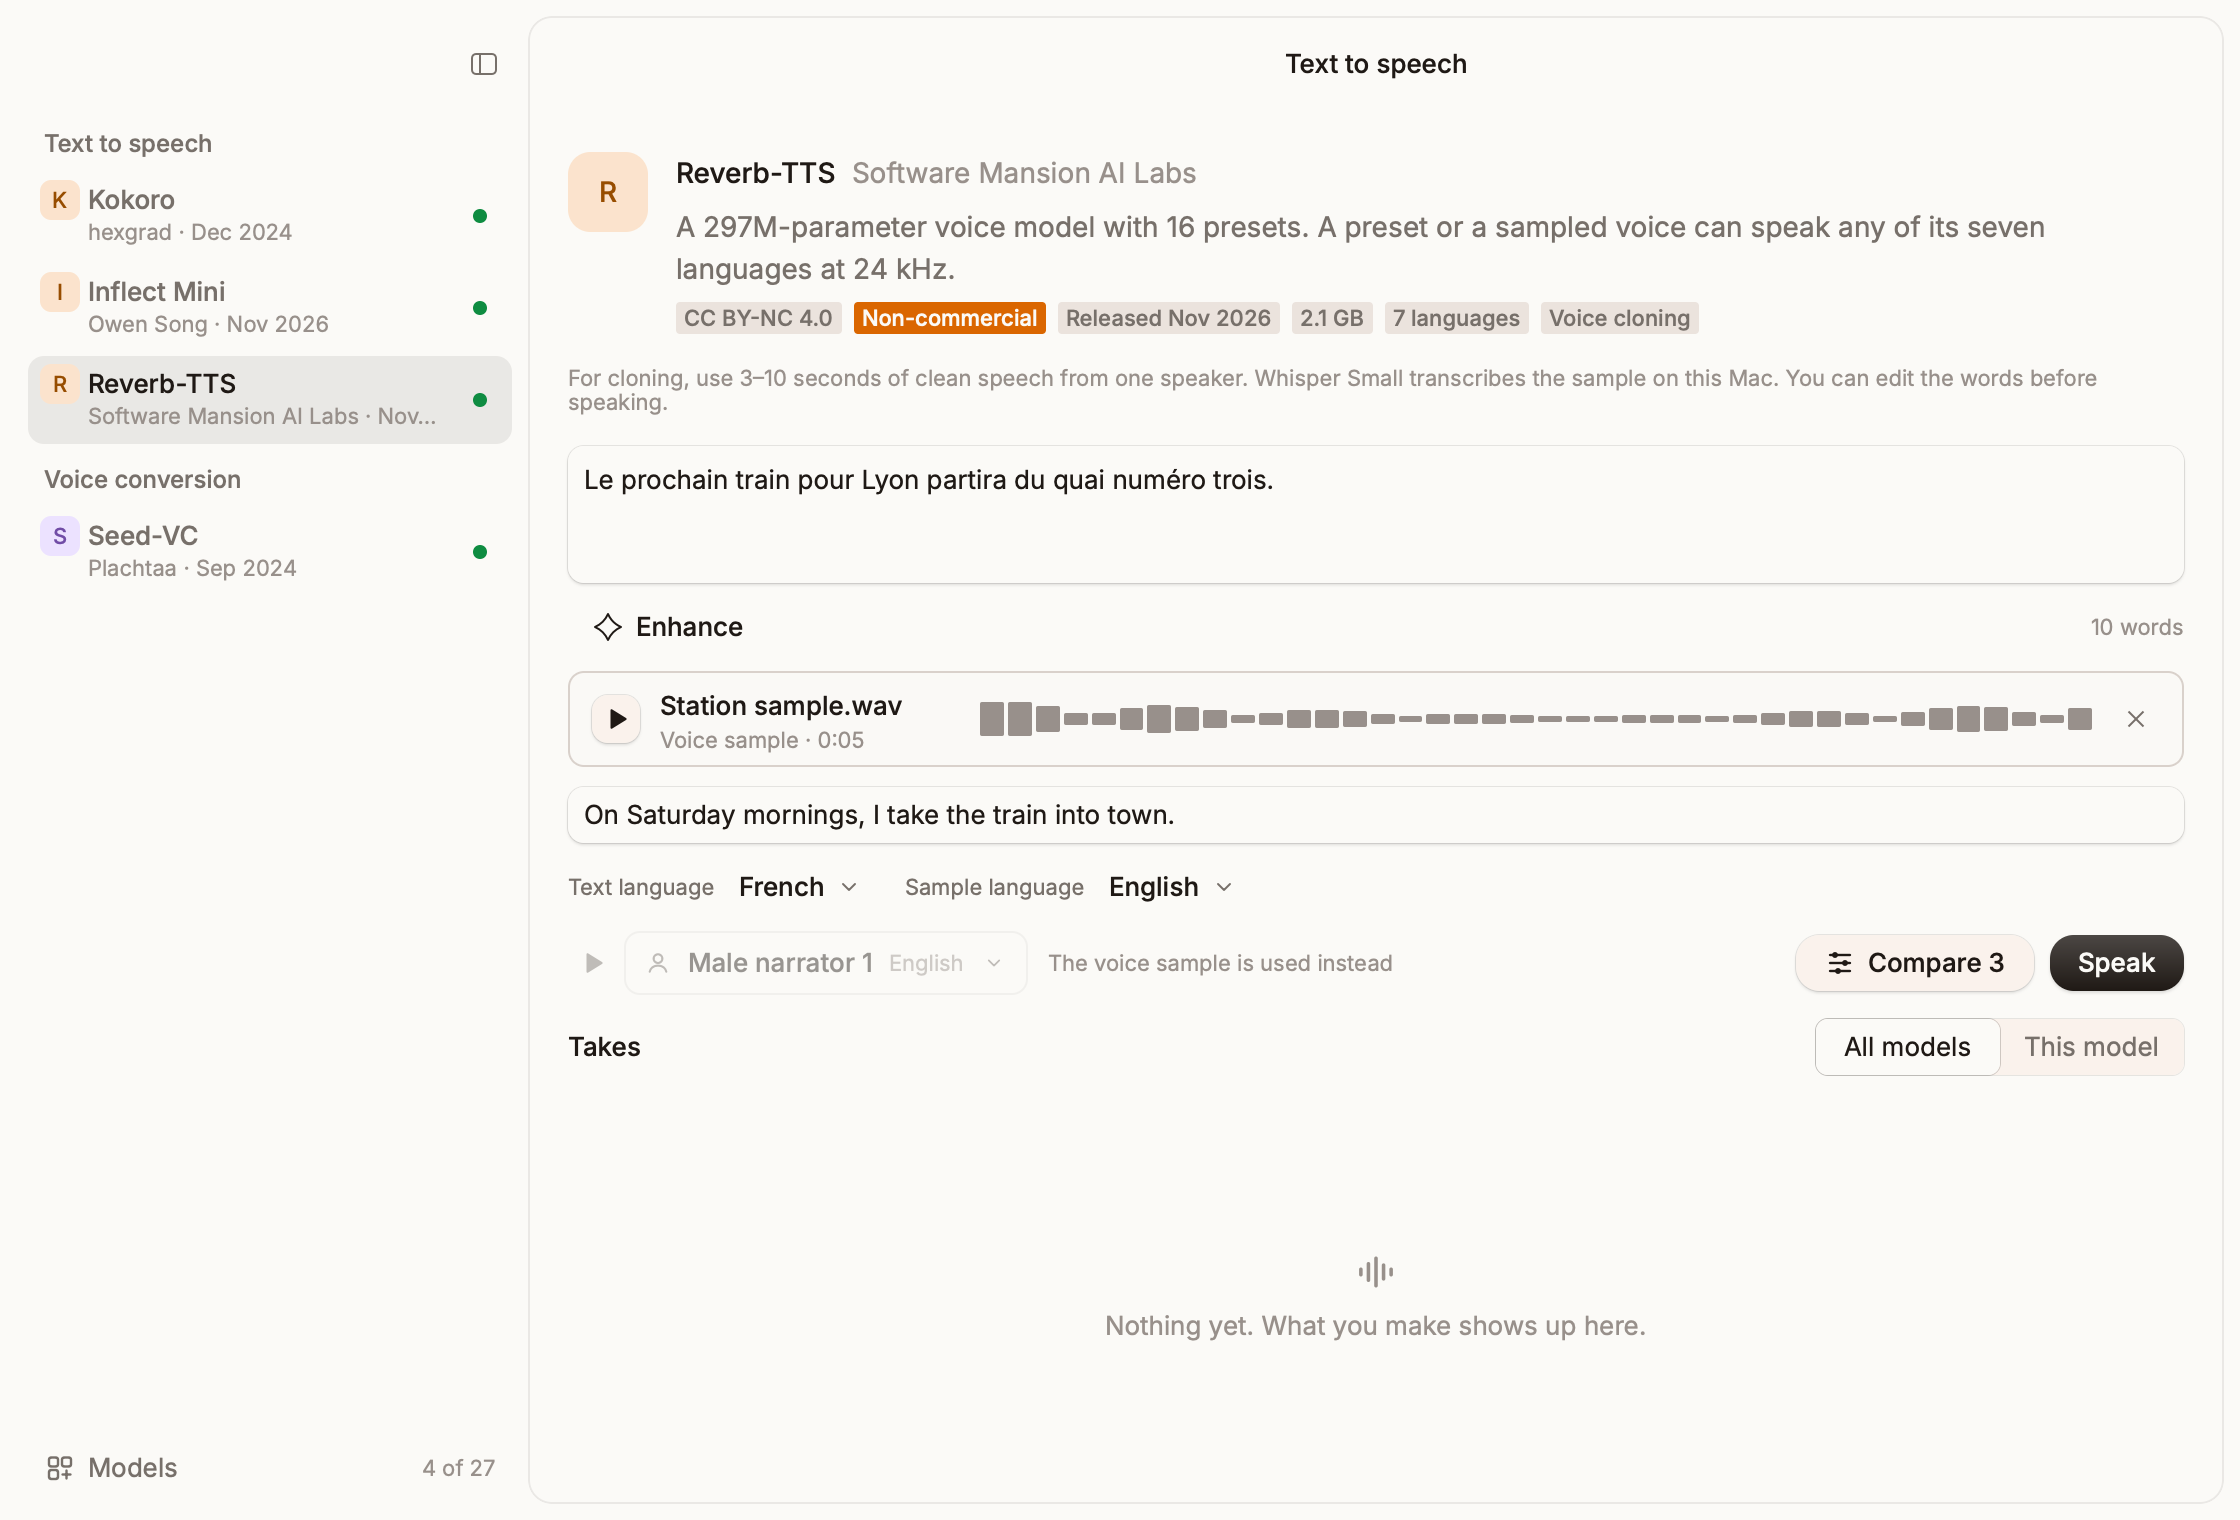 Text to speech
K
Kokoro
hexgrad · Dec 2024
I
Inflect Mini
Owen Song · Nov 2026
R
Reverb-TTS
Software Mansion AI Labs · Nov...
Voice conversion
S
Seed-VC
Plachtaa · Sep 2024
Models
4 of 27
Text to speech
R
Reverb-TTS Software Mansion AI Labs
A 297M-parameter voice model with 16 presets. A preset or a sampled voice can speak any of its seven
languages at 24 kHz.
CC BY-NC 4.0 Non-commercial Released Nov 2026 2.1 GB 7 languages Voice cloning
For cloning, use 3–10 seconds of clean speech from one speaker. Whisper Small transcribes the sample on this Mac. You can edit the words before
speaking.
Le prochain train pour Lyon partira du quai numéro trois.
Enhance
10 words
Station sample.wav
Voice sample · 0:05
On Saturday mornings, I take the train into town.
Text language French Sample language English
Male narrator 1 English The voice sample is used instead
Compare 3 Speak
Takes
All models This model
Nothing yet. What you make shows up here.